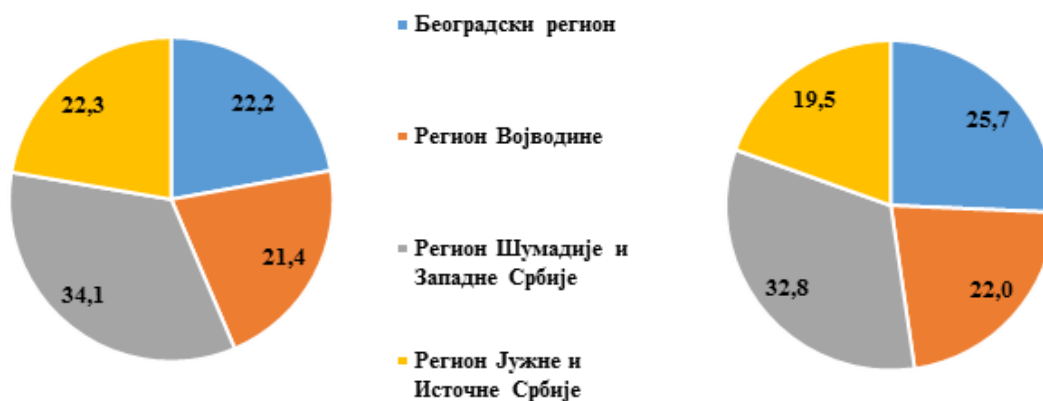 22,3
22,2
34,1
21,4
Београдски регион
Регион Војводине
Регион Шумадије и
Западне Србије
Регион Јужне и
Источне Србије
19,5
25,7
32,8
22,0